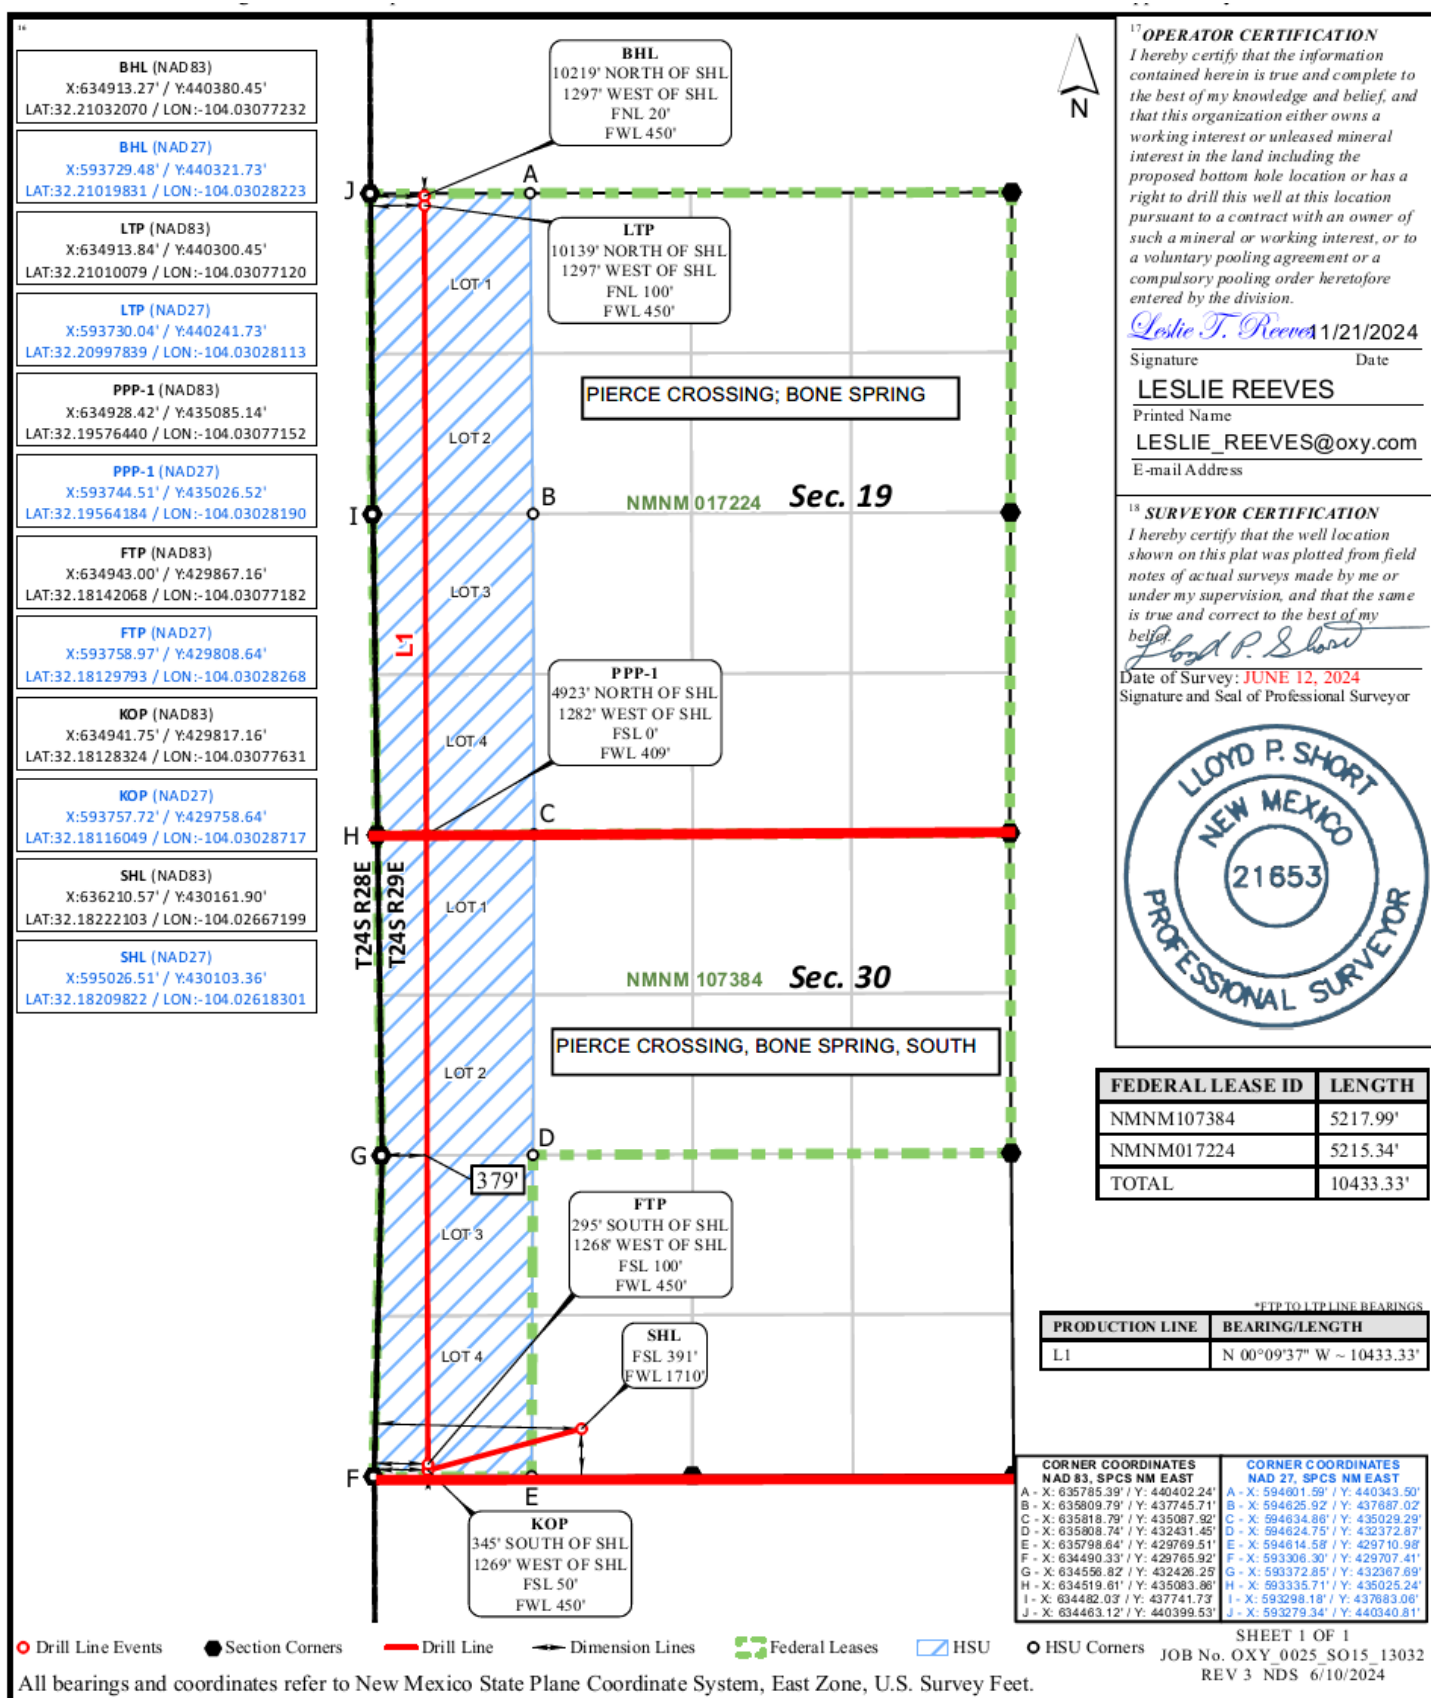 16
BHL (NAD83)
X:634913.27' / Y:440380.45'
LAT:32.21032070 / LON:-104.03077232
BHL (NAD27)
X:593729.48' / Y:440321.73'
LAT:32.21019831 / LON:-104.03028223
LTP (NAD83)
X:634913.84' / Y:440300.45'
LAT:32.21010079 / LON:-104.03077120
LTP (NAD27)
X:593730.04' / Y:440241.73'
LAT:32.20997839 / LON:-104.03028113
PPP-1 (NAD83)
X:634928.42' / Y:435085.14'
LAT:32.19576440 / LON:-104.03077152
PPP-1 (NAD27)
X:593744.51' / Y:435026.52'
LAT:32.19564184 / LON:-104.03028190
FTP (NAD83)
X:634943.00' / Y:429867.16'
LAT:32.18142068 / LON:-104.03077182
FTP (NAD27)
X:593758.97' / Y:429808.64'
LAT:32.18129793 / LON:-104.03028268
KOP (NAD83)
X:634941.75' / Y:429817.16'
LAT:32.18128324 / LON:-104.03077631
KOP (NAD27)
X:593757.72' / Y:429758.64'
LAT:32.18116049 / LON:-104.03028717
SHL (NAD83)
X:636210.57' / Y:430161.90'
LAT:32.18222103 / LON:-104.02667199
SHL (NAD27)
X:595026.51' / Y:430103.36'
LAT:32.18209822 / LON:-104.02618301
BHL
10219' NORTH OF SHL
1297' WEST OF SHL
FNL 20'
FWL 450'
N
J
A
LTP
10139' NORTH OF SHL
1297' WEST OF SHL
FNL 100'
FWL 450'
LOT 1
PIERCE CROSSING; BONE SPRING
LOT 2
I
B
NMNM 017224
Sec. 19
LOT 3
L1
PPP-1
4923' NORTH OF SHL
1282' WEST OF SHL
FSL 0'
FWL 409'
LOT 4
H
C
T24S R28E
T24S R29E
LOT 1
NMNM 107384
Sec. 30
PIERCE CROSSING, BONE SPRING, SOUTH
LOT 2
G
D
379'
LOT 3
FTP
295' SOUTH OF SHL
1268' WEST OF SHL
FSL 100'
FWL 450'
LOT 4
SHL
FSL 391'
FWL 1710'
F
E
KOP
345' SOUTH OF SHL
1269' WEST OF SHL
FSL 50'
FWL 450'
17 OPERATOR CERTIFICATION
I hereby certify that the information
contained herein is true and complete to
the best of my knowledge and belief, and
that this organization either owns a
working interest or unleased mineral
interest in the land including the
proposed bottom hole location or has a
right to drill this well at this location
pursuant to a contract with an owner of
such a mineral or working interest, or to
a voluntary pooling agreement or a
compulsory pooling order heretofore
entered by the division.
Leslie T. Reeves 11/21/2024
Signature Date
LESLIE REEVES
Printed Name
LESLIE_REEVES@oxy.com
E-mail Address
18 SURVEYOR CERTIFICATION
I hereby certify that the well location
shown on this plat was plotted from field
notes of actual surveys made by me or
under my supervision, and that the same
is true and correct to the best of my
belief.
Lloyd P. Short
Date of Survey: JUNE 12, 2024
Signature and Seal of Professional Surveyor
LLOYD P. SHORT
NEW MEXICO
21653
PROFESSIONAL SURVEYOR
FEDERAL LEASE ID LENGTH
NMNM107384 5217.99'
NMNM017224 5215.34'
TOTAL 10433.33'
*FTP TO LTP LINE BEARINGS
PRODUCTION LINE BEARING/LENGTH
L1 N 00°09'37" W ~ 10433.33'
CORNER COORDINATES
NAD 83, SPCS NM EAST
A - X: 635785.39' / Y: 440402.24'
B - X: 635809.79' / Y: 437745.71'
C - X: 635818.79' / Y: 435087.92'
D - X: 635808.74' / Y: 432431.45'
E - X: 635798.64' / Y: 429769.51'
F - X: 634490.33' / Y: 429765.92'
G - X: 634556.82' / Y: 432426.25'
H - X: 634519.61' / Y: 435083.86'
I - X: 634482.03' / Y: 437741.73'
J - X: 634463.12' / Y: 440399.53'
CORNER COORDINATES
NAD 27, SPCS NM EAST
A - X: 594601.59' / Y: 440343.50'
B - X: 594625.92' / Y: 437687.02'
C - X: 594634.86' / Y: 435029.29'
D - X: 594624.75' / Y: 432372.87'
E - X: 594614.58' / Y: 429710.98'
F - X: 593306.30' / Y: 429707.41'
G - X: 593372.85' / Y: 432367.69'
H - X: 593335.71' / Y: 435025.24'
I - X: 593298.18' / Y: 437683.06'
J - X: 593279.34' / Y: 440340.81'
Drill Line Events
Section Corners
Drill Line
Dimension Lines
Federal Leases
HSU
HSU Corners
SHEET 1 OF 1
JOB No. OXY_0025_SO15_13032
REV 3 NDS 6/10/2024
All bearings and coordinates refer to New Mexico State Plane Coordinate System, East Zone, U.S. Survey Feet.